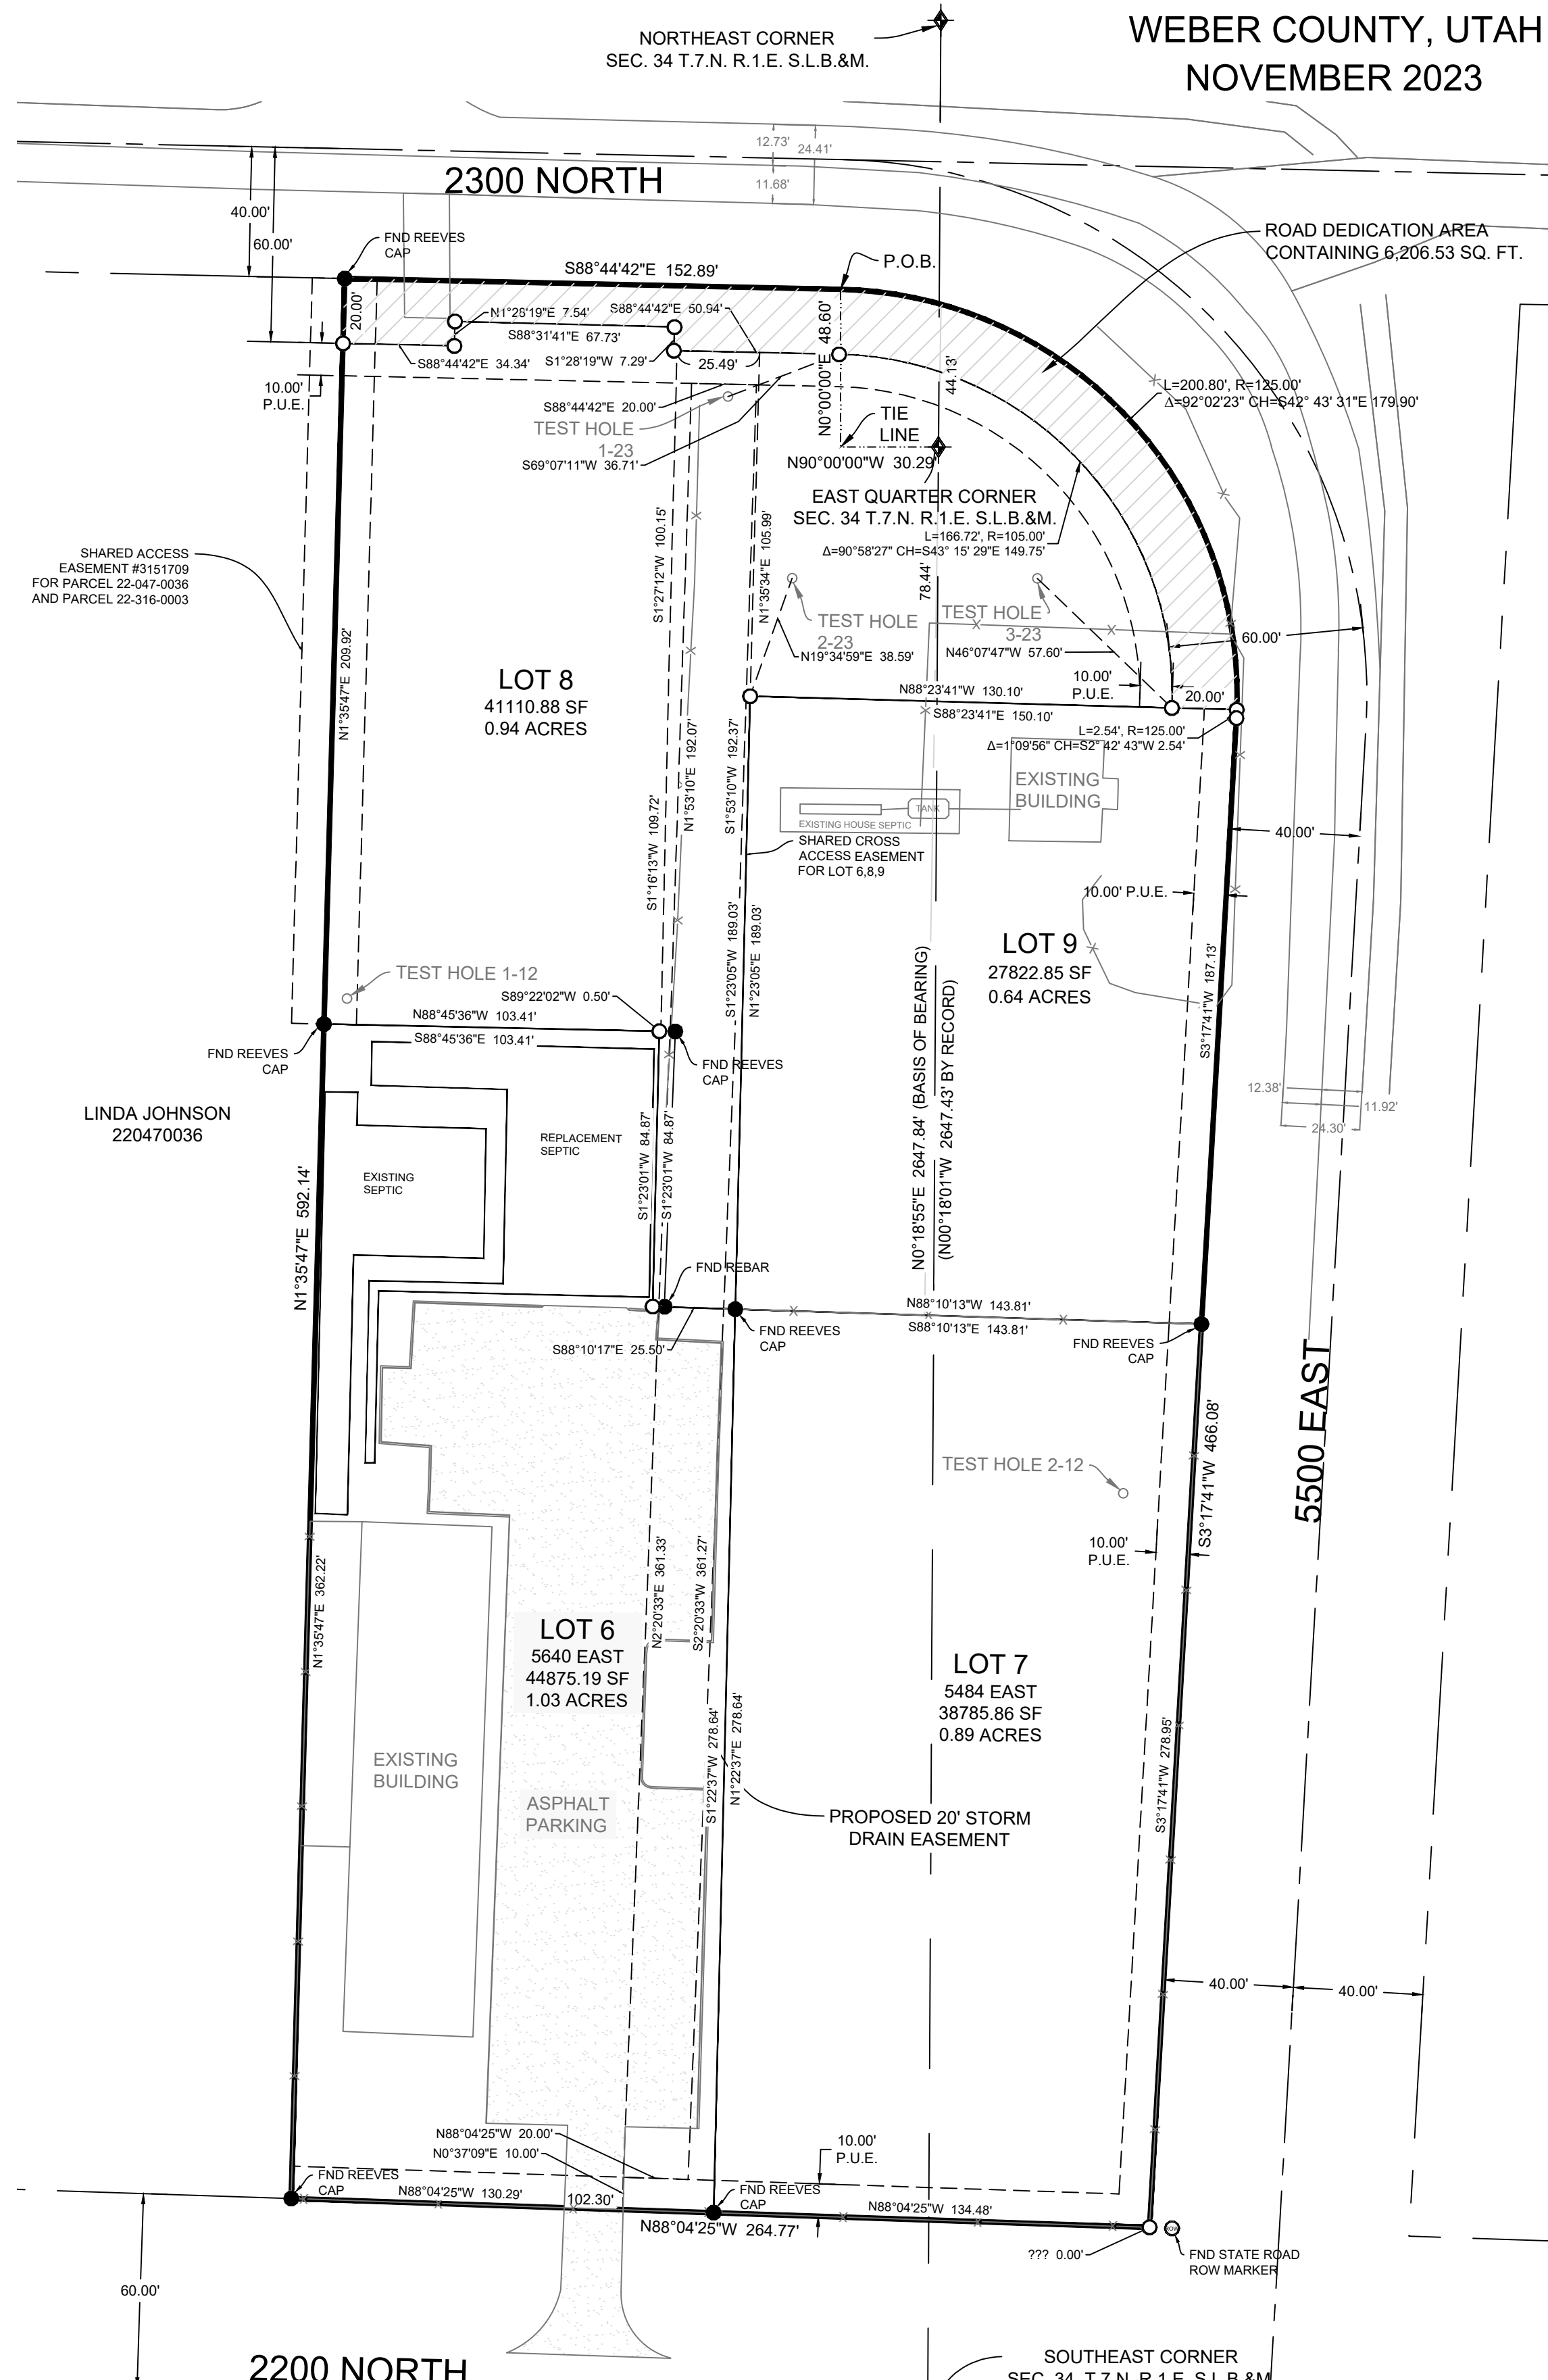 WEBER COUNTY, UTAH
NOVEMBER 2023
NORTHEAST CORNER
SEC. 34 T.7.N. R.1.E. S.L.B.&M.
12.73'
24.41'
11.68'
2300 NORTH
40.00'
60.00'
FND REEVES
CAP
ROAD DEDICATION AREA
CONTAINING 6,206.53 SQ. FT.
S88°44'42"E 152.89'
P.O.B.
20.00'
N1°28'19"E 7.54'
S88°44'42"E 50.94'
S88°31'41"E 67.73'
S88°44'42"E 34.34'
S1°28'19"W 7.29'
25.49'
N0°00'00"E 48.60'
44.13'
10.00'
P.U.E.
L=200.80', R=125.00'
Δ=92°02'23" CH=S42° 43' 31"E 179.90'
S88°44'42"E 20.00'
TEST HOLE
1-23
S69°07'11"W 36.71'
TIE
LINE
N90°00'00"W 30.29'
EAST QUARTER CORNER
SEC. 34 T.7.N. R.1.E. S.L.B.&M.
L=166.72', R=105.00'
Δ=90°58'27" CH=S43° 15' 29"E 149.75'
SHARED ACCESS
EASEMENT #3151709
FOR PARCEL 22-047-0036
AND PARCEL 22-316-0003
S1°27'12"W 100.15'
N1°35'34"E 105.99'
78.44'
TEST HOLE
2-23
TEST HOLE
3-23
N19°34'59"E 38.59'
N46°07'47"W 57.60'
60.00'
N1°35'47"E 209.92'
LOT 8
41110.88 SF
0.94 ACRES
10.00'
P.U.E.
20.00'
N88°23'41"W 130.10'
S88°23'41"E 150.10'
L=2.54', R=125.00'
Δ=1°09'56" CH=S2° 42' 43"W 2.54'
N1°53'10"E 192.07'
S1°53'10"W 192.37'
S1°16'13"W 109.72'
EXISTING
BUILDING
TANK
EXISTING HOUSE SEPTIC
SHARED CROSS
ACCESS EASEMENT
FOR LOT 6,8,9
40.00'
10.00' P.U.E.
S1°23'05"W 189.03'
N1°23'05"E 189.03'
LOT 9
27822.85 SF
0.64 ACRES
N0°18'55"E 2647.84' (BASIS OF BEARING)
(N00°18'01"W 2647.43' BY RECORD)
S3°17'41"W 187.13'
TEST HOLE 1-12
S89°22'02"W 0.50'
N88°45'36"W 103.41'
S88°45'36"E 103.41'
FND REEVES
CAP
FND REEVES
CAP
12.38'
11.92'
24.30'
LINDA JOHNSON
220470036
REPLACEMENT
SEPTIC
EXISTING
SEPTIC
S1°23'01"W 84.87'
S1°23'01"W 84.87'
N1°35'47"E 592.14'
FND REBAR
N88°10'13"W 143.81'
S88°10'13"E 143.81'
FND REEVES
CAP
FND REEVES
CAP
S88°10'17"E 25.50'
5500 EAST
S3°17'41"W 466.08'
TEST HOLE 2-12
10.00'
P.U.E.
N1°35'47"E 362.22'
N2°20'33"E 361.33'
S2°20'33"W 361.27'
LOT 6
5640 EAST
44875.19 SF
1.03 ACRES
LOT 7
5484 EAST
38785.86 SF
0.89 ACRES
S1°22'37"W 278.64'
N1°22'37"E 278.64'
S3°17'41"W 278.95'
EXISTING
BUILDING
ASPHALT
PARKING
PROPOSED 20' STORM
DRAIN EASEMENT
40.00'
40.00'
N88°04'25"W 20.00'
N0°37'09"E 10.00'
10.00'
P.U.E.
FND REEVES
CAP
N88°04'25"W 130.29'
102.30'
FND REEVES
CAP
N88°04'25"W 134.48'
N88°04'25"W 264.77'
??? 0.00'
ROW
FND STATE ROAD
ROW MARKER
60.00'
2200 NORTH
SOUTHEAST CORNER
SEC. 34 T.7.N. R.1.E. S.L.B.&M.